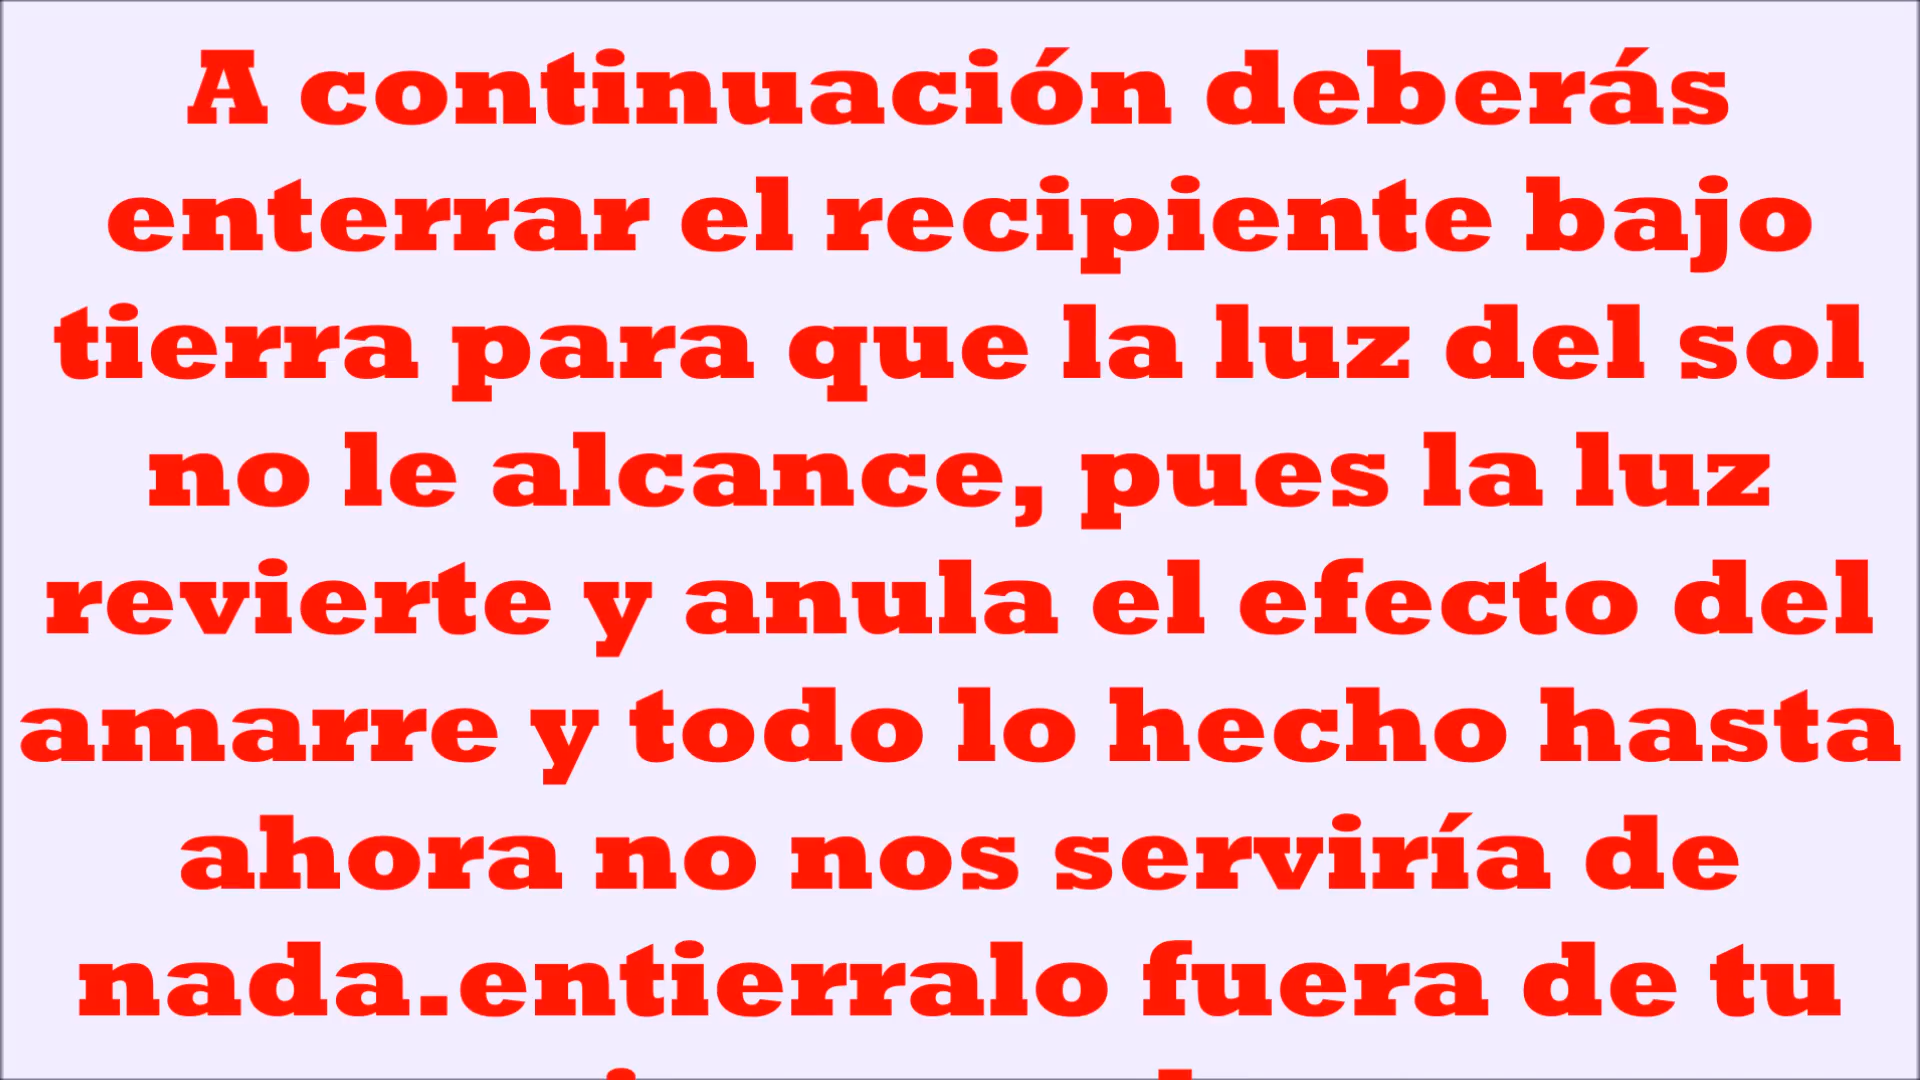 A continuación deberás
enterrar el recipiente bajo
tierra para que la luz del sol
no le alcance, pues la luz
revierte y anula el efecto del
amarre y todo lo hecho hasta
ahora no nos serviría de
nada.entierralo fuera de tu